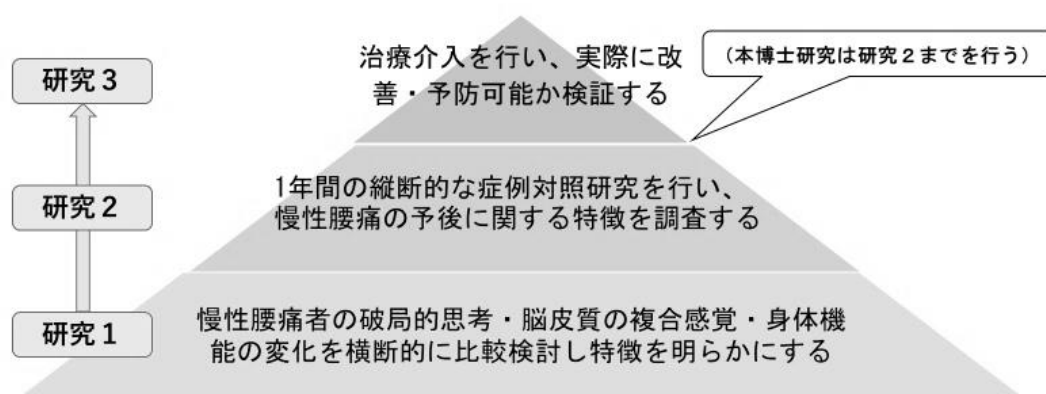 治療介入を行い、実際に改
善・予防可能か検証する
(本博士研究は研究2までを行う)
研究3
1年間の縦断的な症例対照研究を行い、
慢性腰痛の予後に関する特徴を調査する
研究2
慢性腰痛者の破局的思考・脳皮質の複合感覚・身体機
能の変化を横断的に比較検討し特徴を明らかにする
研究1